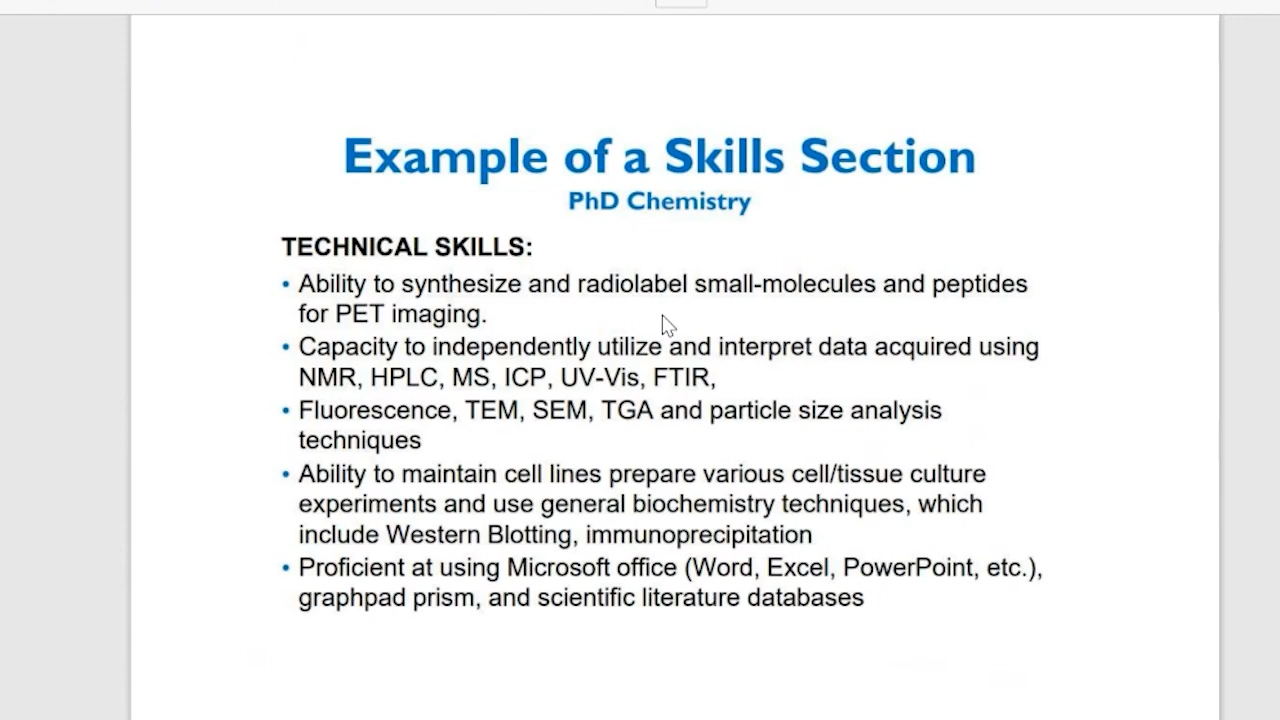 Example of a Skills Section
PhD Chemistry
TECHNICAL SKILLS:
• Ability to synthesize and radiolabel small-molecules and peptides
for PET imaging.
• Capacity to independently utilize and interpret data acquired using
NMR, HPLC, MS, ICP, UV-Vis, FTIR,
• Fluorescence, TEM, SEM, TGA and particle size analysis
techniques
• Ability to maintain cell lines prepare various cell/tissue culture
experiments and use general biochemistry techniques, which
include Western Blotting, immunoprecipitation
• Proficient at using Microsoft office (Word, Excel, PowerPoint, etc.),
graphpad prism, and scientific literature databases